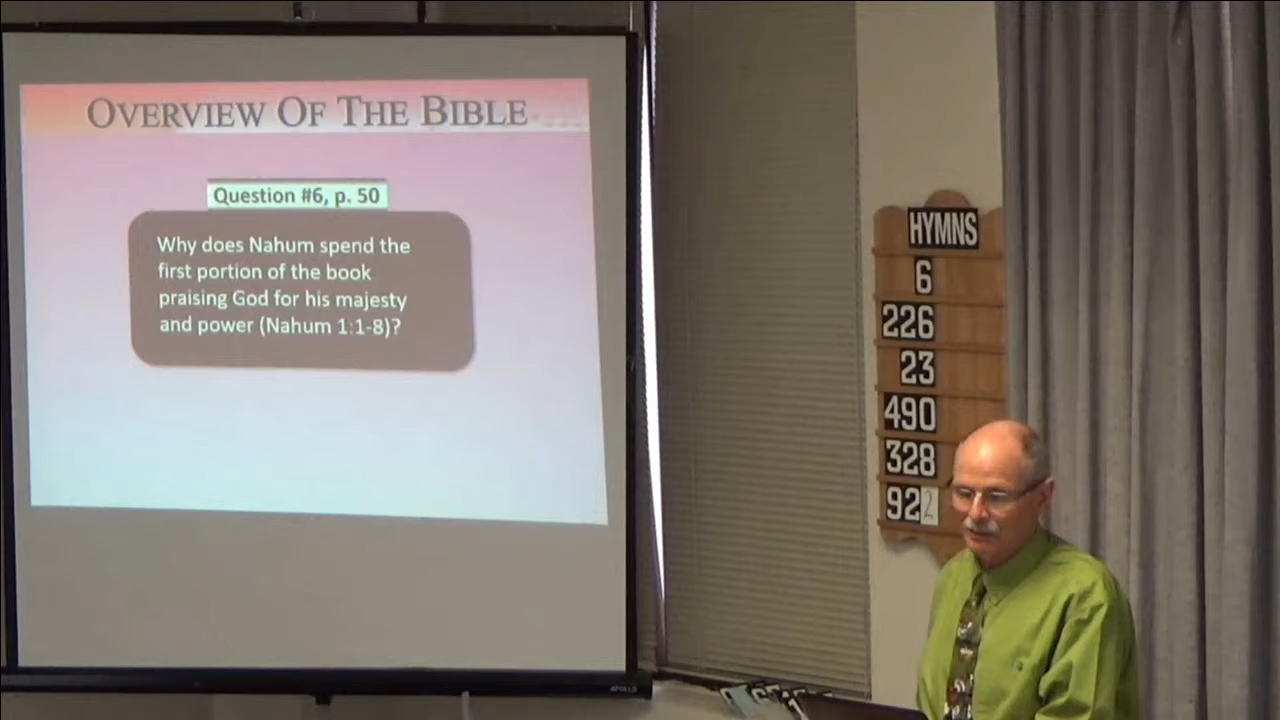 OVERVIEW OF THE BIBLE
Question #6, p. 50
Why does Nahum spend the
first portion of the book
praising God for his majesty
and power (Nahum 1:1-8)?
HYMNS
6
226
23
490
328
922
APOLLO